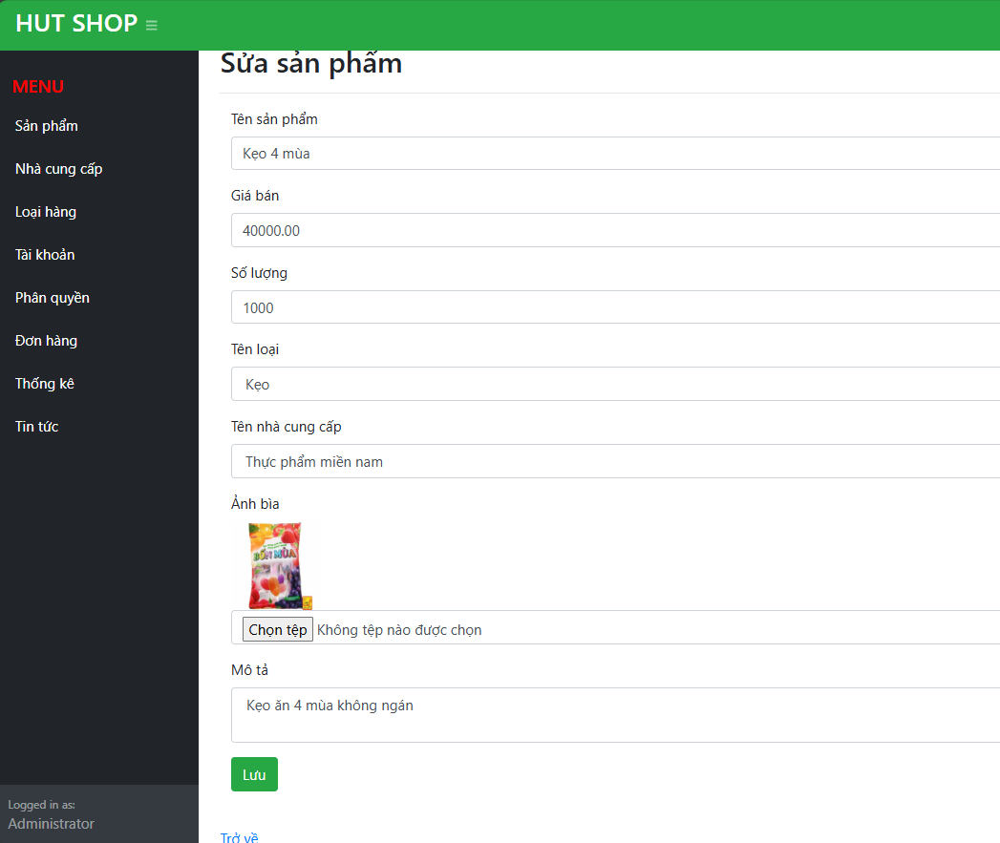 HUT SHOP
Sửa sản phẩm
MENU
Sản phẩm
Nhà cung cấp
Loại hàng
Tài khoản
Phân quyền
Đơn hàng
Thống kê
Tin tức
Tên sản phẩm
Kẹo 4 mùa
Giá bán
40000.00
Số lượng
1000
Tên loại
Kẹo
Tên nhà cung cấp
Thực phẩm miền nam
Ảnh bìa
BỐN MÙA
Chọn tệp Không tệp nào được chọn
Mô tả
Kẹo ăn 4 mùa không ngán
Lưu
Trở về
Logged in as:
Administrator